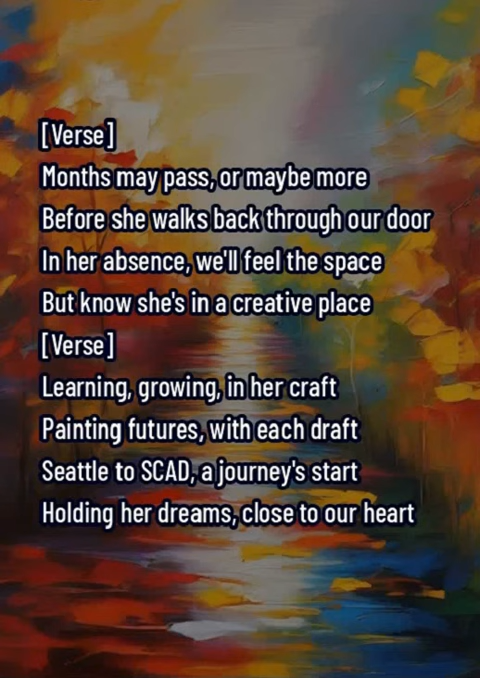 [Verse]
Months may pass, or maybe more
Before she walks back through our door
In her absence, we'll feel the space
But know she's in a creative place
[Verse]
Learning, growing, in her craft
Painting futures, with each draft
Seattle to SCAD, a journey's start
Holding her dreams, close to our heart